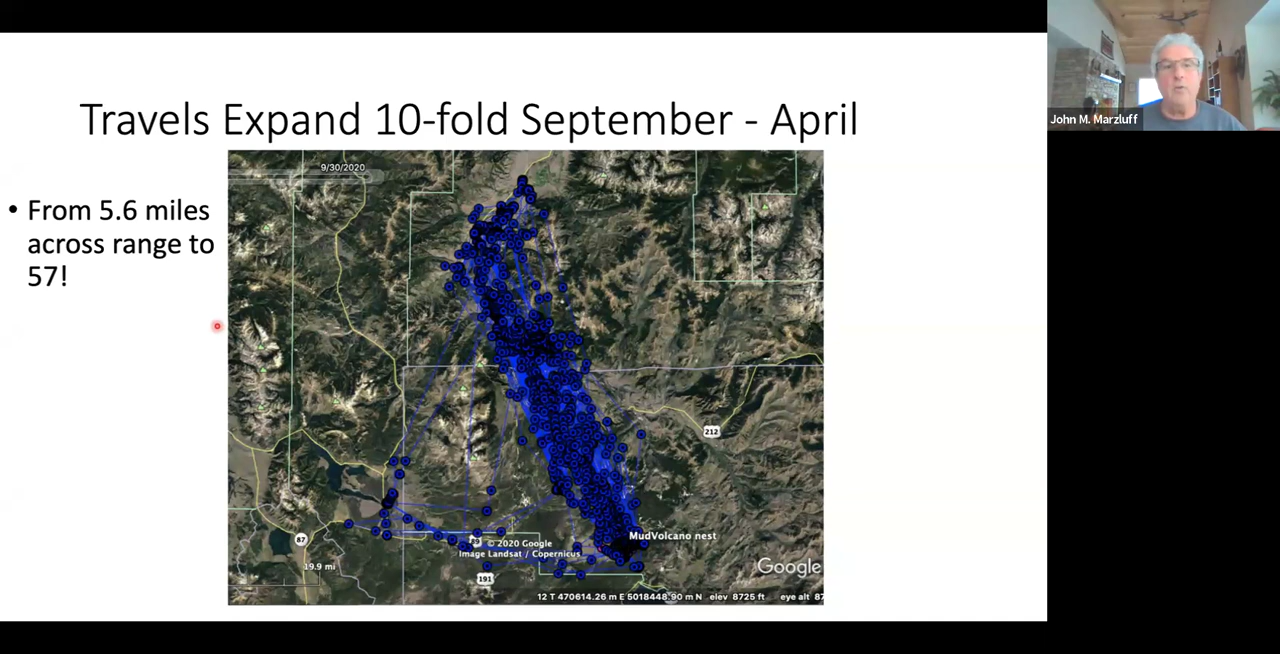 Travels Expand 10-fold September - April
• From 5.6 miles
across range to
57!
9/30/2020
212
MudVolcano nest
87
© 2020 Google
Image Landsat / Copernicus
19.9 mi
191
Google
12 T 470614.26 m E 5018448.90 m N elev 8725 ft eye alt 87
John M. Marzluff